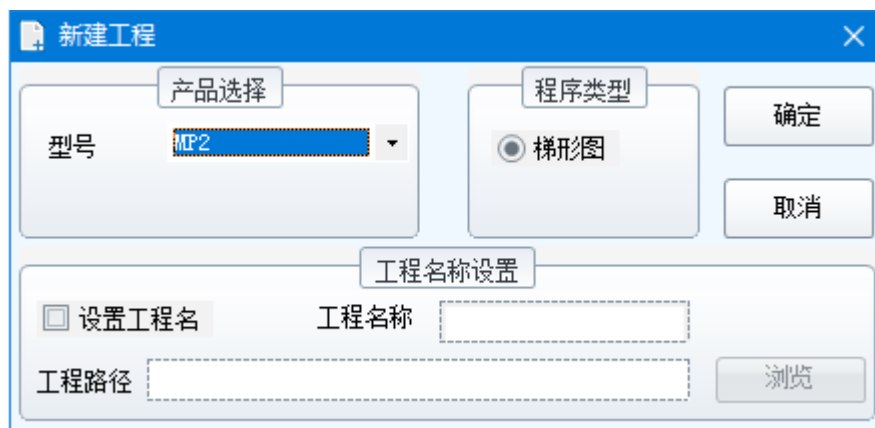 新建工程
产品选择
型号 MP2
程序类型
梯形图
确定
取消
工程名称设置
设置工程名 工程名称
工程路径 浏览